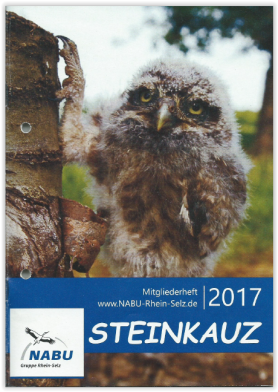 Mitgliederheft
www.NABU-Rhein-Selz.de
2017
STEINKAUZ
NABU
Gruppe Rhein-Selz